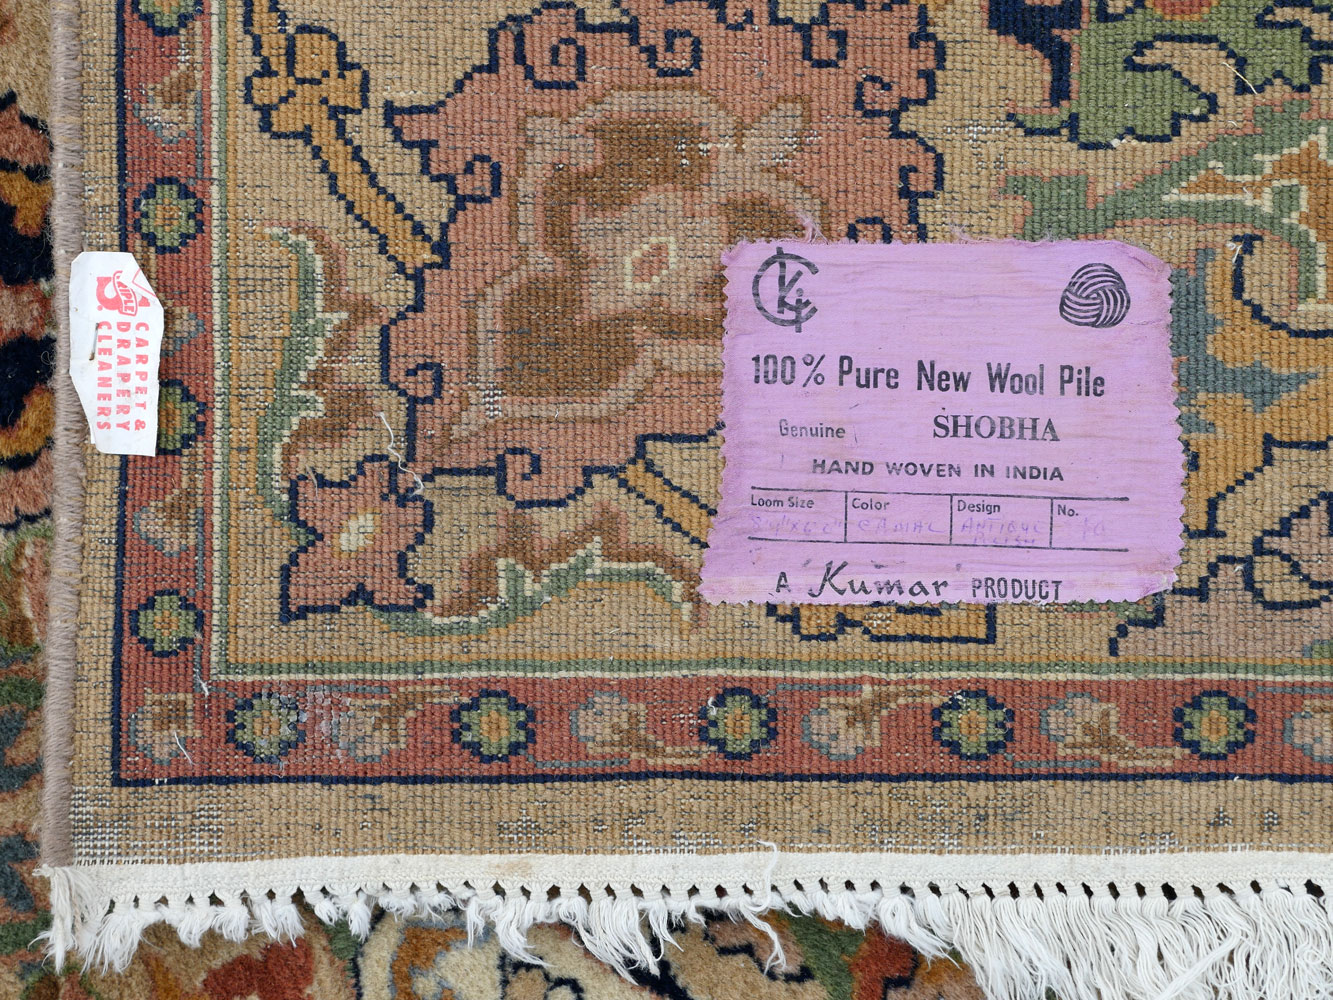 CARPET &
DRAPERY
CLEANERS
100% Pure New Wool Pile
Genuine SHOBHA
HAND WOVEN IN INDIA
Loom Size Color Design No.
ANTIQUE
A Kumar PRODUCT